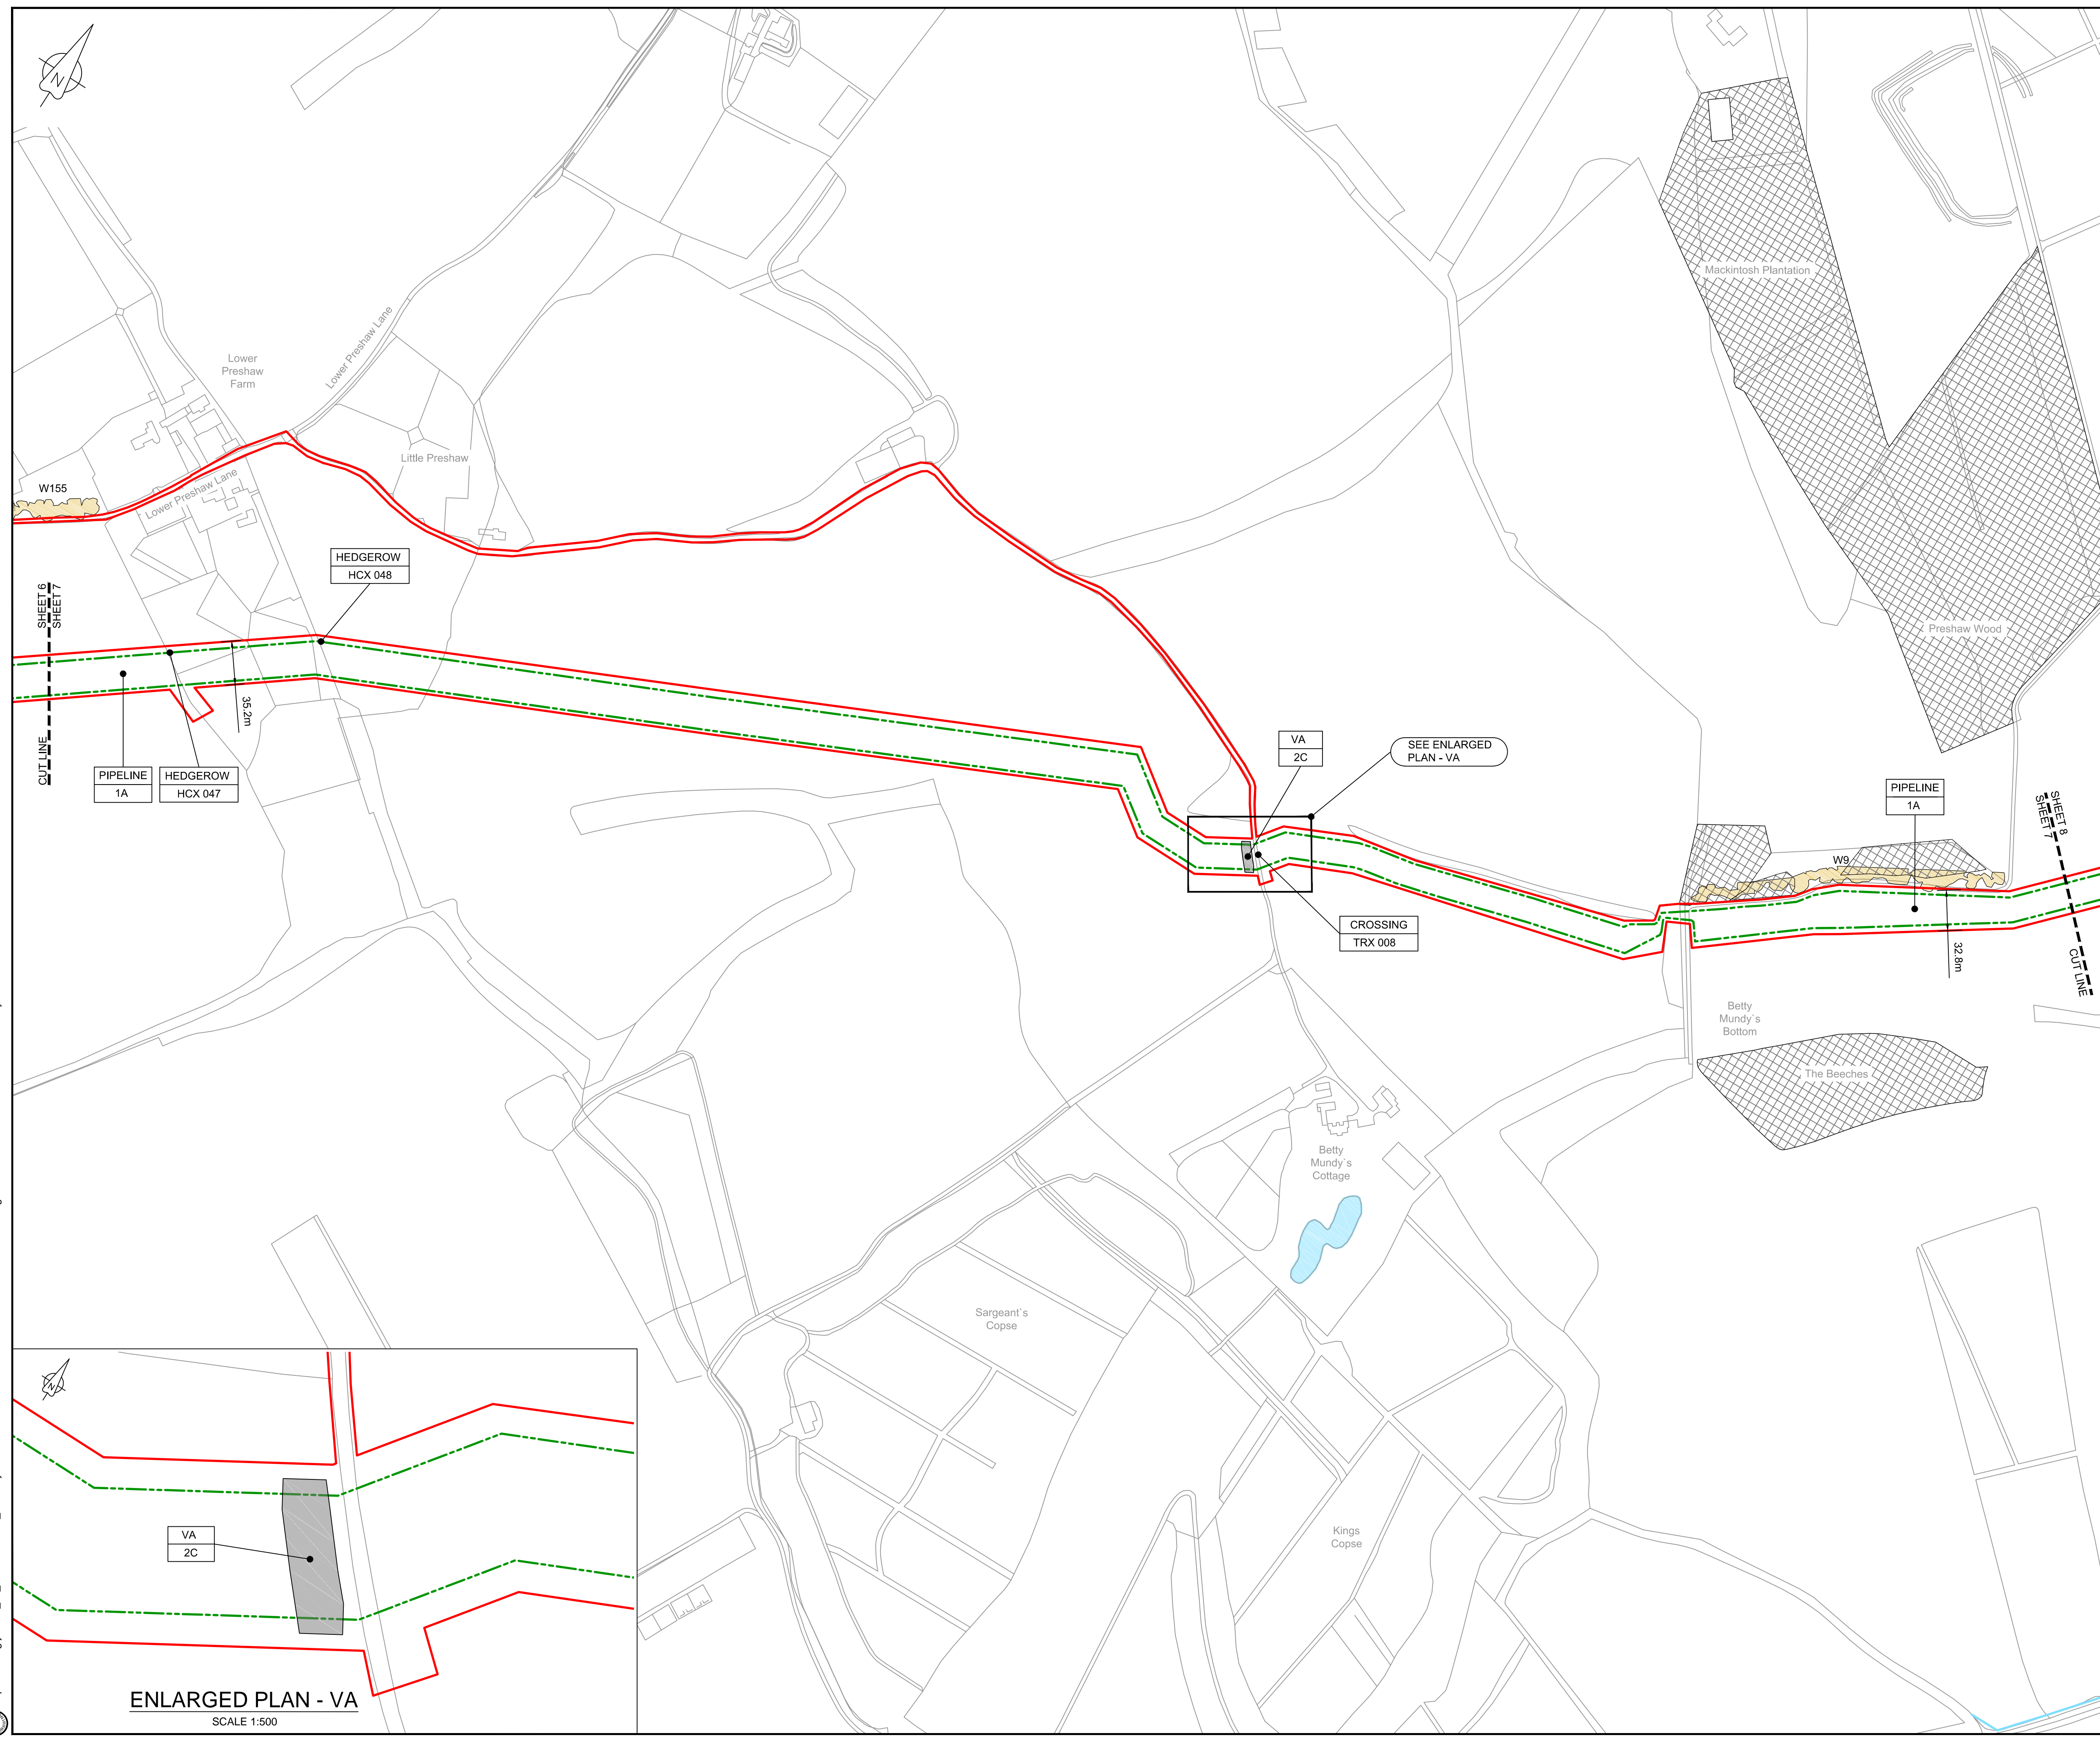 N
Mackintosh Plantation
Lower
Preshaw
Farm
Lower Preshaw Lane
Little Preshaw
W155
Lower Preshaw Lane
HEDGEROW
HCX 048
SHEET 6
SHEET 7
CUT LINE
35.2m
PIPELINE
1A
HEDGEROW
HCX 047
Preshaw Wood
VA
2C
SEE ENLARGED
PLAN - VA
PIPELINE
1A
SHEET 8
SHEET 7
CUT LINE
W9
CROSSING
TRX 008
32.8m
Betty
Mundy`s
Bottom
The Beeches
Betty
Mundy`s
Cottage
Sargeant`s
Copse
Kings
Copse
N
VA
2C
ENLARGED PLAN - VA
SCALE 1:500